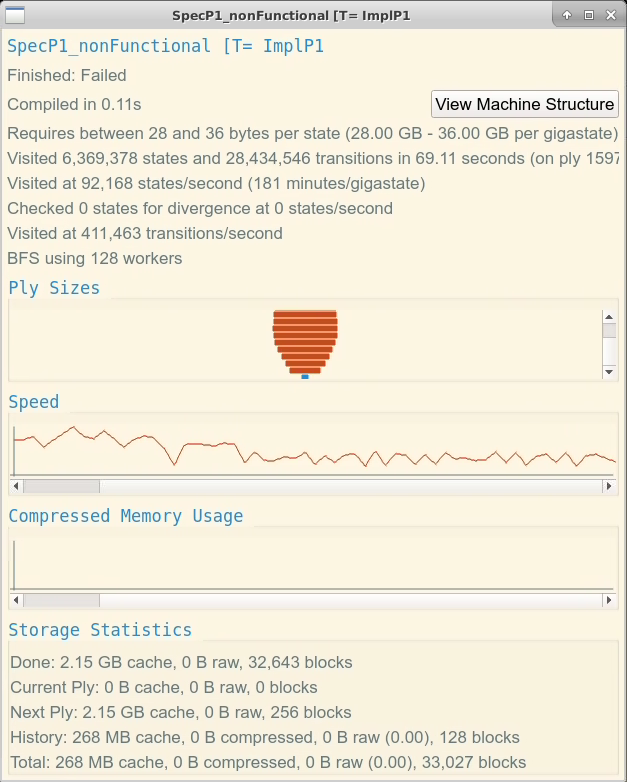 SpecP1_nonFunctional [T= ImplP1
SpecP1_nonFunctional [T= ImplP1
Finished: Failed
Compiled in 0.11s
View Machine Structure
Requires between 28 and 36 bytes per state (28.00 GB - 36.00 GB per gigastate)
Visited 6,369,378 states and 28,434,546 transitions in 69.11 seconds (on ply 1597
Visited at 92,168 states/second (181 minutes/gigastate)
Checked 0 states for divergence at 0 states/second
Visited at 411,463 transitions/second
BFS using 128 workers
Ply Sizes
Speed
Compressed Memory Usage
Storage Statistics
Done: 2.15 GB cache, 0 B raw, 32,643 blocks
Current Ply: 0 B cache, 0 B raw, 0 blocks
Next Ply: 2.15 GB cache, 0 B raw, 256 blocks
History: 268 MB cache, 0 B compressed, 0 B raw (0.00), 128 blocks
Total: 268 MB cache, 0 B compressed, 0 B raw (0.00), 33,027 blocks